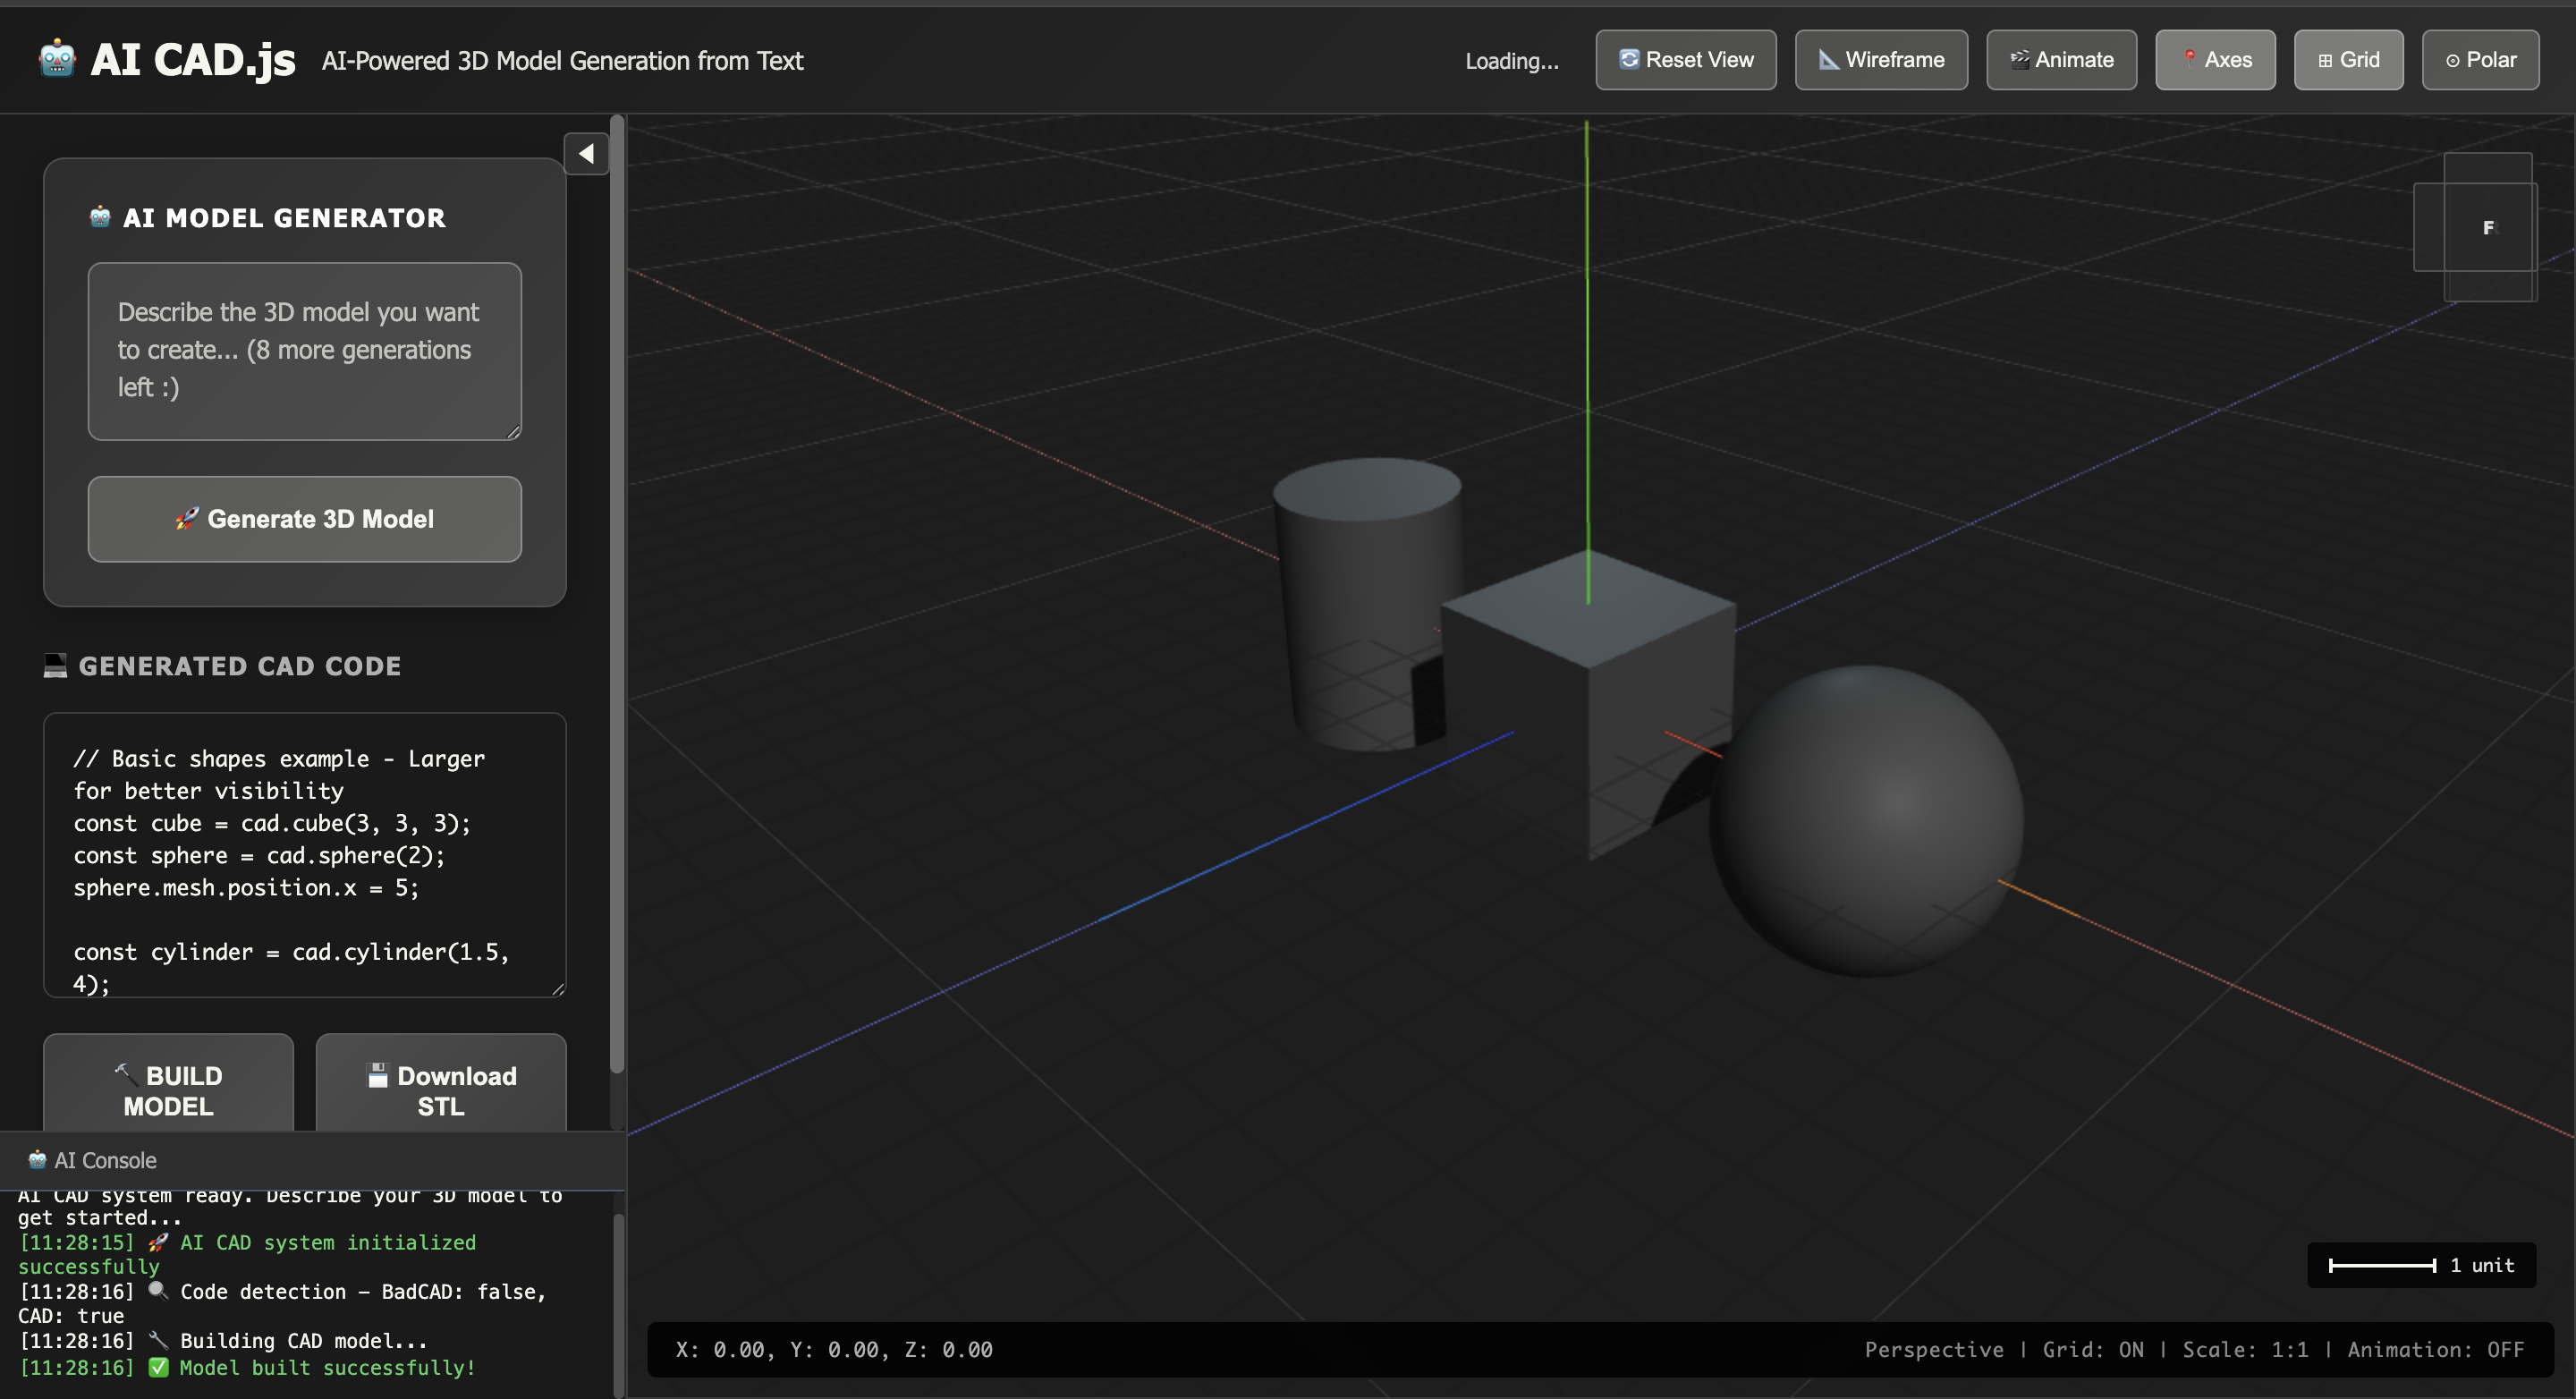 🤖 AI CAD.js AI-Powered 3D Model Generation from Text Loading... 🔄 Reset View 📐 Wireframe 🎬 Animate 📍 Axes ⊞ Grid ⊙ Polar
◀
🤖 AI MODEL GENERATOR
Describe the 3D model you want
to create... (8 more generations
left :)
🚀 Generate 3D Model
💻 GENERATED CAD CODE
// Basic shapes example - Larger
for better visibility
const cube = cad.cube(3, 3, 3);
const sphere = cad.sphere(2);
sphere.mesh.position.x = 5;
const cylinder = cad.cylinder(1.5,
4);
🔨 BUILD
MODEL
💾 Download
STL
🤖 AI Console
AI CAD system ready. Describe your 3D model to
get started...
[11:28:15] 🚀 AI CAD system initialized
successfully
[11:28:16] 🔍 Code detection – BadCAD: false,
CAD: true
[11:28:16] 🔧 Building CAD model...
[11:28:16] ✅ Model built successfully!
F
1 unit
X: 0.00, Y: 0.00, Z: 0.00
Perspective | Grid: ON | Scale: 1:1 | Animation: OFF